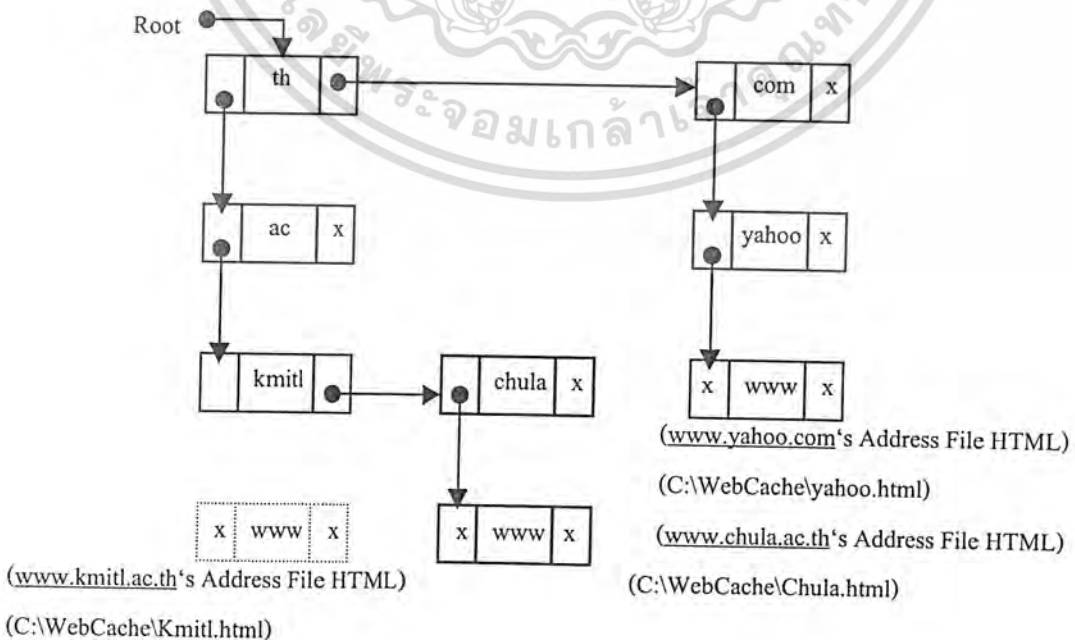 Root
th
com x
ac x
yahoo x
kmitl
chula x
x www x
(www.yahoo.com‘s Address File HTML)
(C:\WebCache\yahoo.html)
x www x
x www x
(www.chula.ac.th‘s Address File HTML)
(www.kmitl.ac.th‘s Address File HTML)
(C:\WebCache\Chula.html)
(C:\WebCache\Kmitl.html)